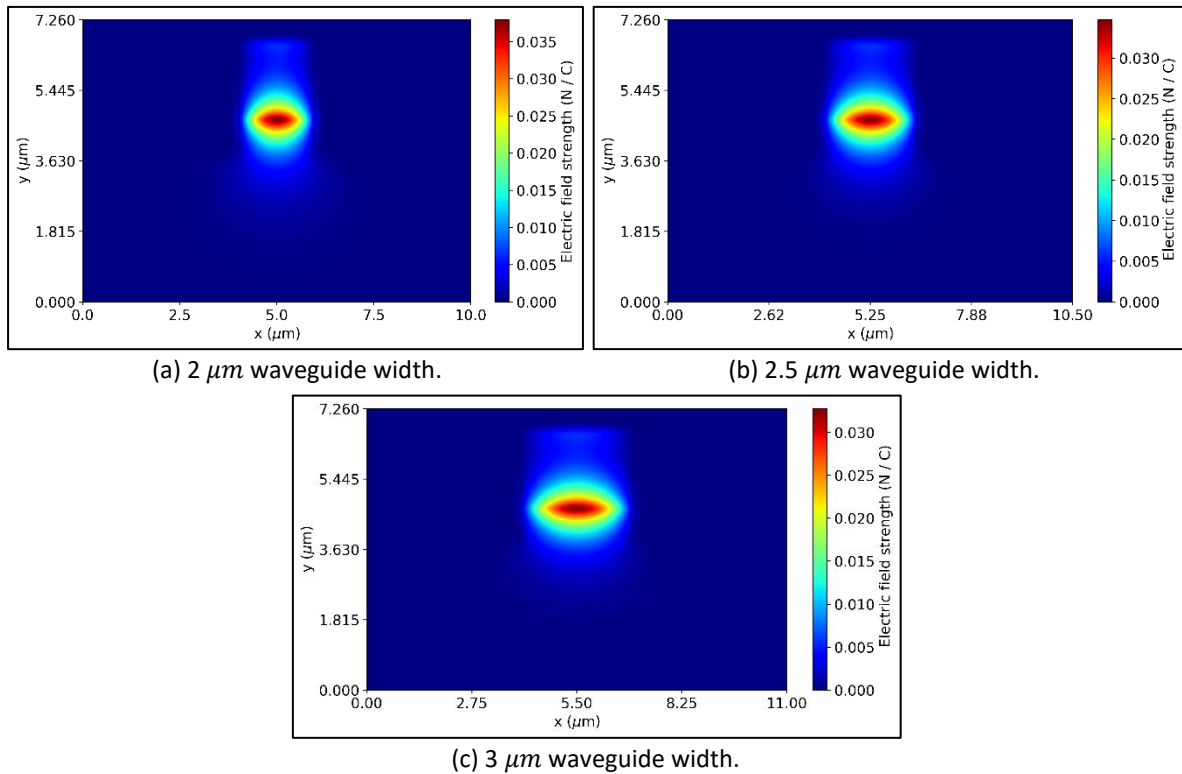 7.260
5.445
3.630
1.815
0.000
y (μm)
0.0 2.5 5.0 7.5 10.0
x (μm)
0.035
0.030
0.025
0.020
0.015
0.010
0.005
0.000
Electric field strength (N / C)
(a) 2 μm waveguide width.
7.260
5.445
3.630
1.815
0.000
y (μm)
0.00 2.62 5.25 7.88 10.50
x (μm)
0.030
0.025
0.020
0.015
0.010
0.005
0.000
Electric field strength (N / C)
(b) 2.5 μm waveguide width.
7.260
5.445
3.630
1.815
0.000
y (μm)
0.00 2.75 5.50 8.25 11.00
x (μm)
0.030
0.025
0.020
0.015
0.010
0.005
0.000
Electric field strength (N / C)
(c) 3 μm waveguide width.